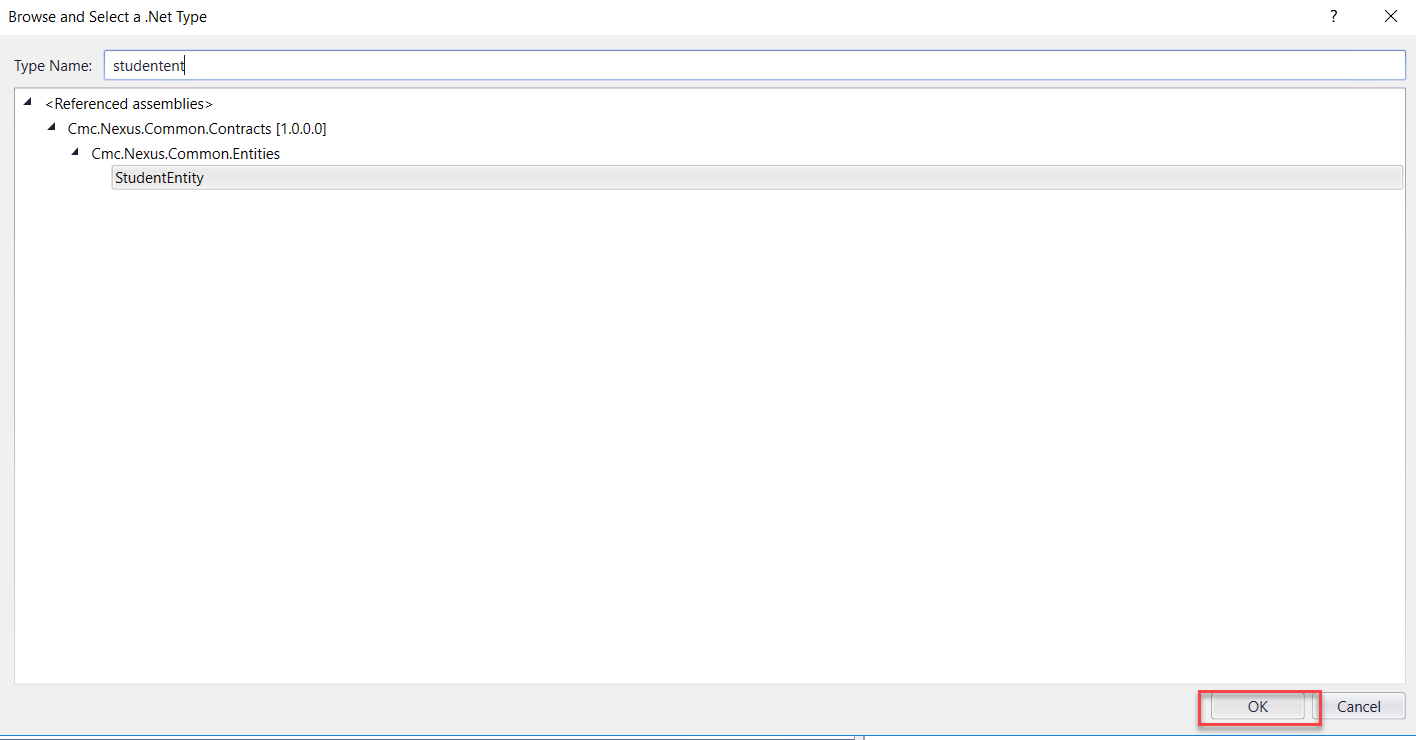 Browse and Select a .Net Type ?
Type Name: studentent
<Referenced assemblies>
Cmc.Nexus.Common.Contracts [1.0.0.0]
Cmc.Nexus.Common.Entities
StudentEntity
OK Cancel